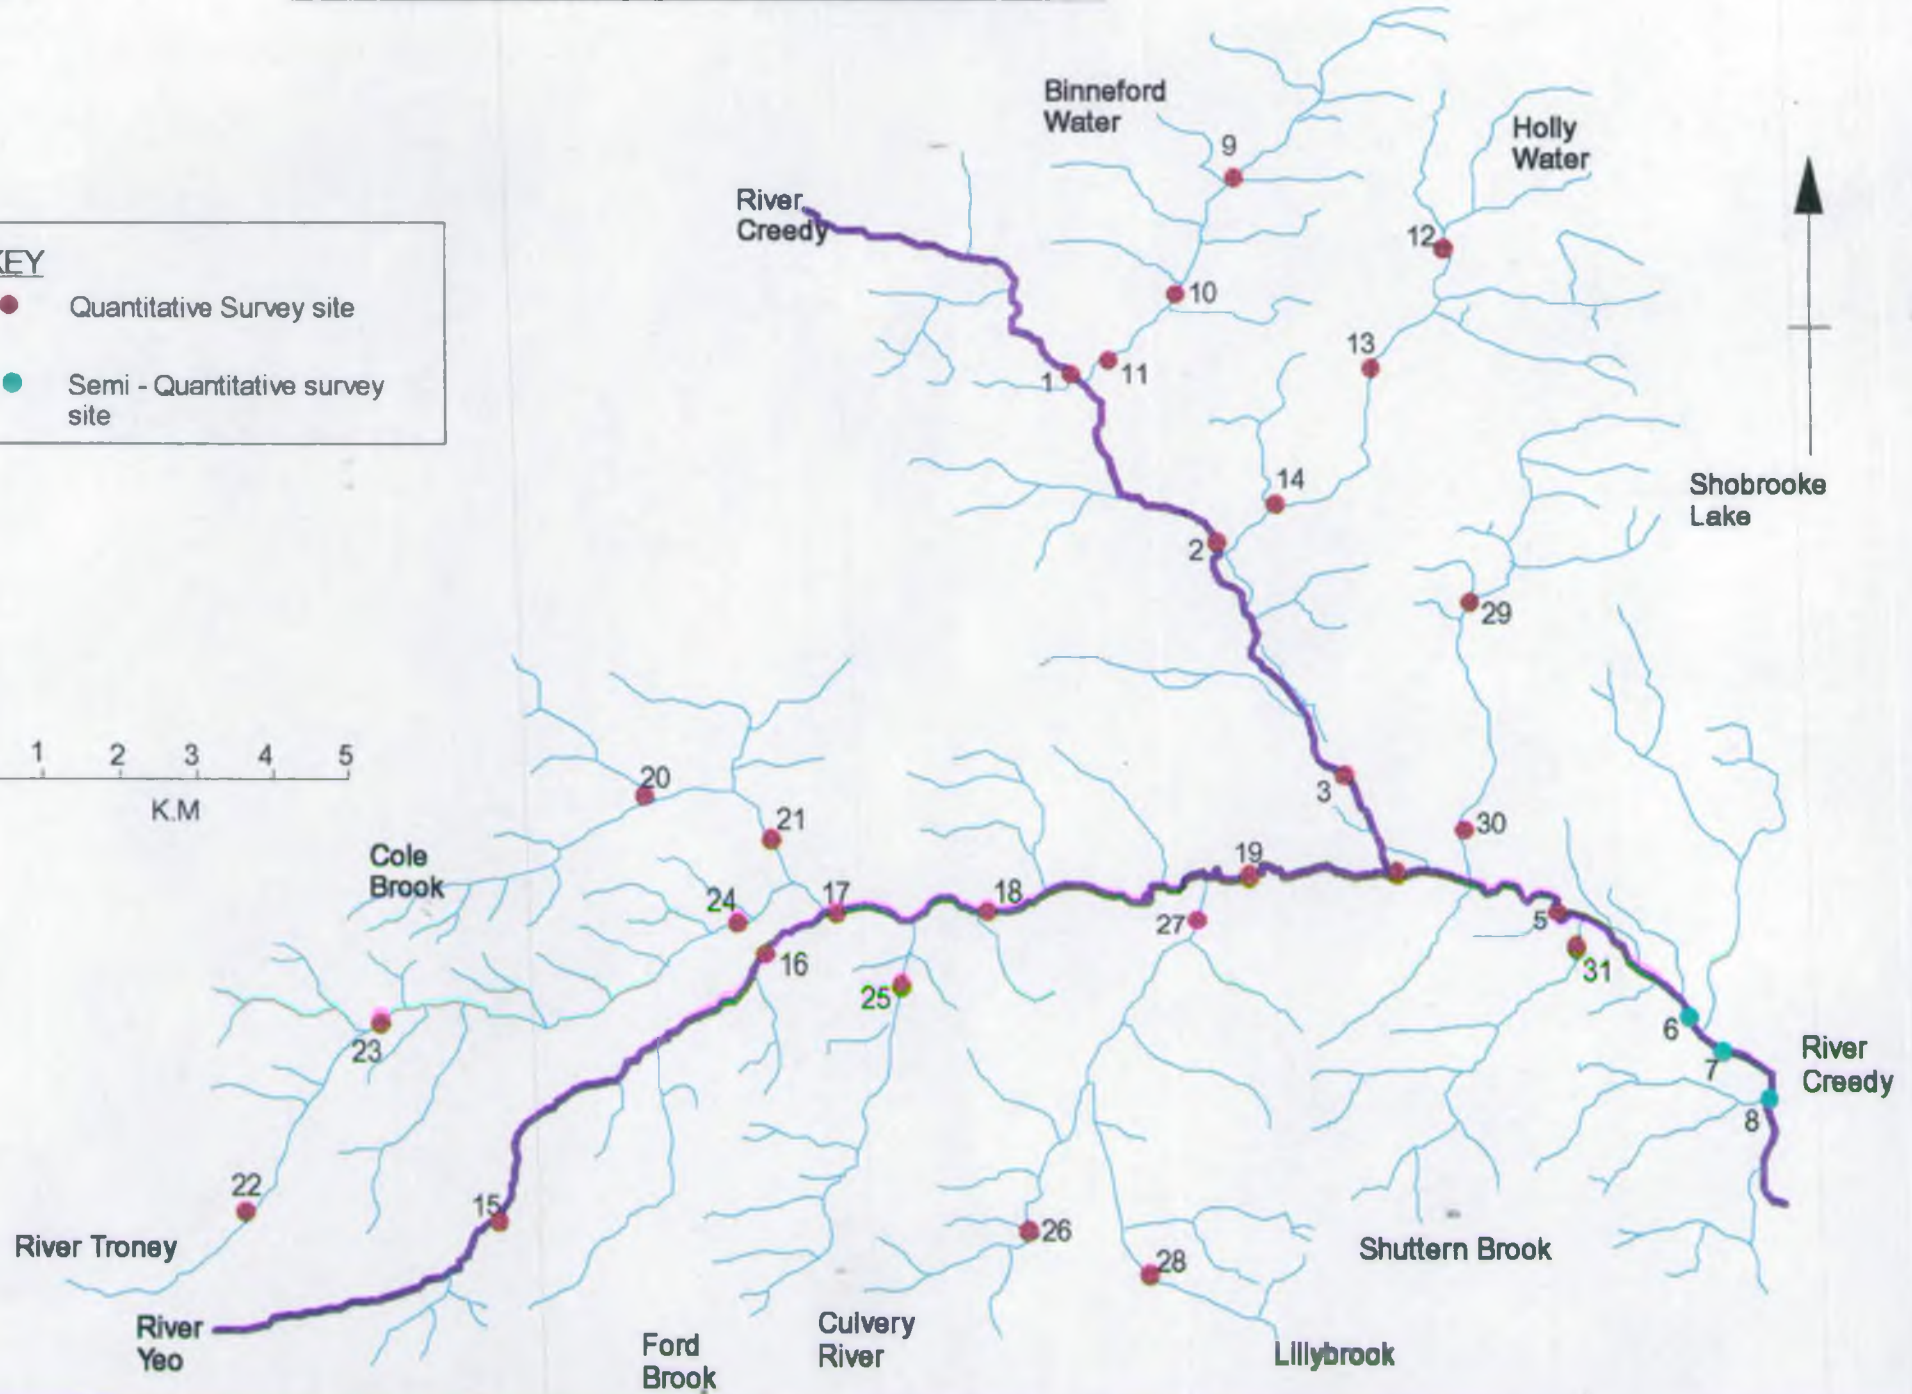 Binneford
Water
9
Holly
Water
River
Creedy
12
KEY
10
Quantitative Survey site
13
11
1
Semi - Quantitative survey
site
14
Shobrooke
Lake
2
29
1 2 3 4 5
K.M
20
3
21
30
Cole
Brook
19
24
17
18
27
5
16
31
25
6
23
River
Creedy
7
8
22
15
26
River Troney
Shuttern Brook
28
River
Yeo
Culvery
River
Ford
Brook
Lillybrook